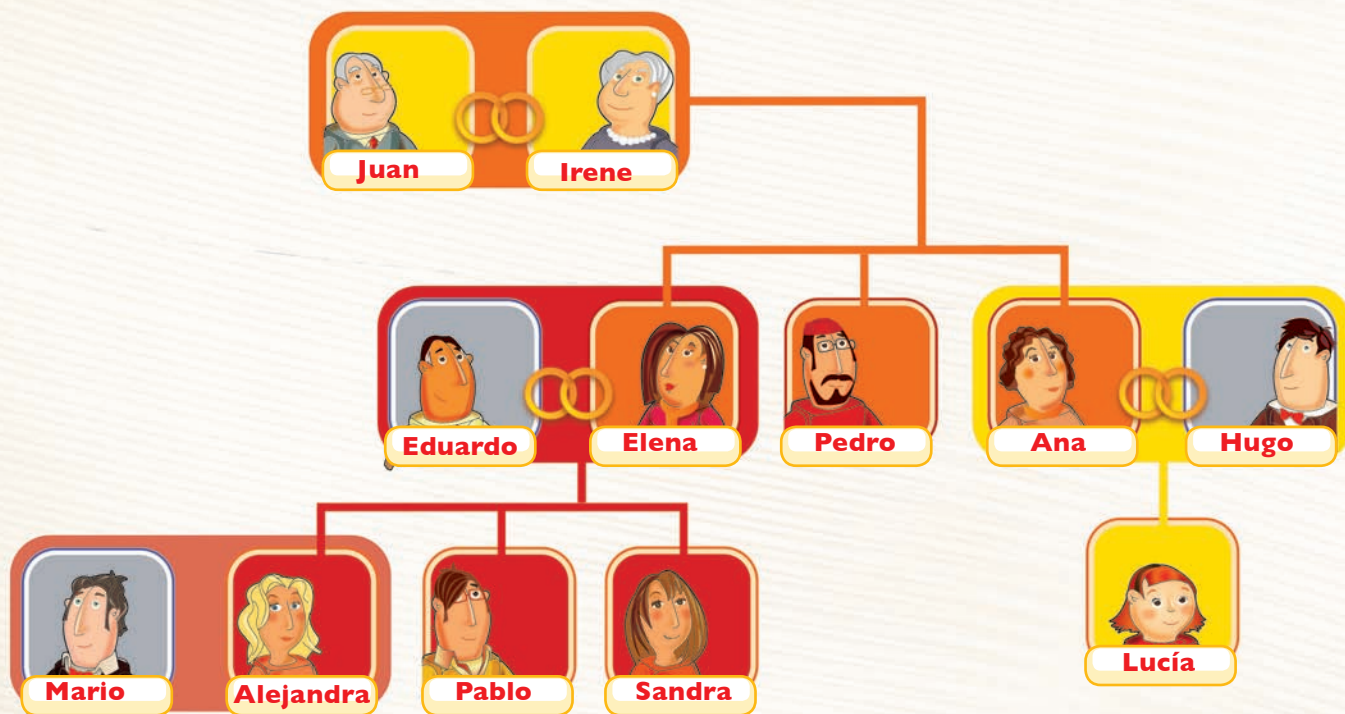 Juan
Irene
Eduardo
Elena
Pedro
Ana
Hugo
Mario
Alejandra
Pablo
Sandra
Lucía